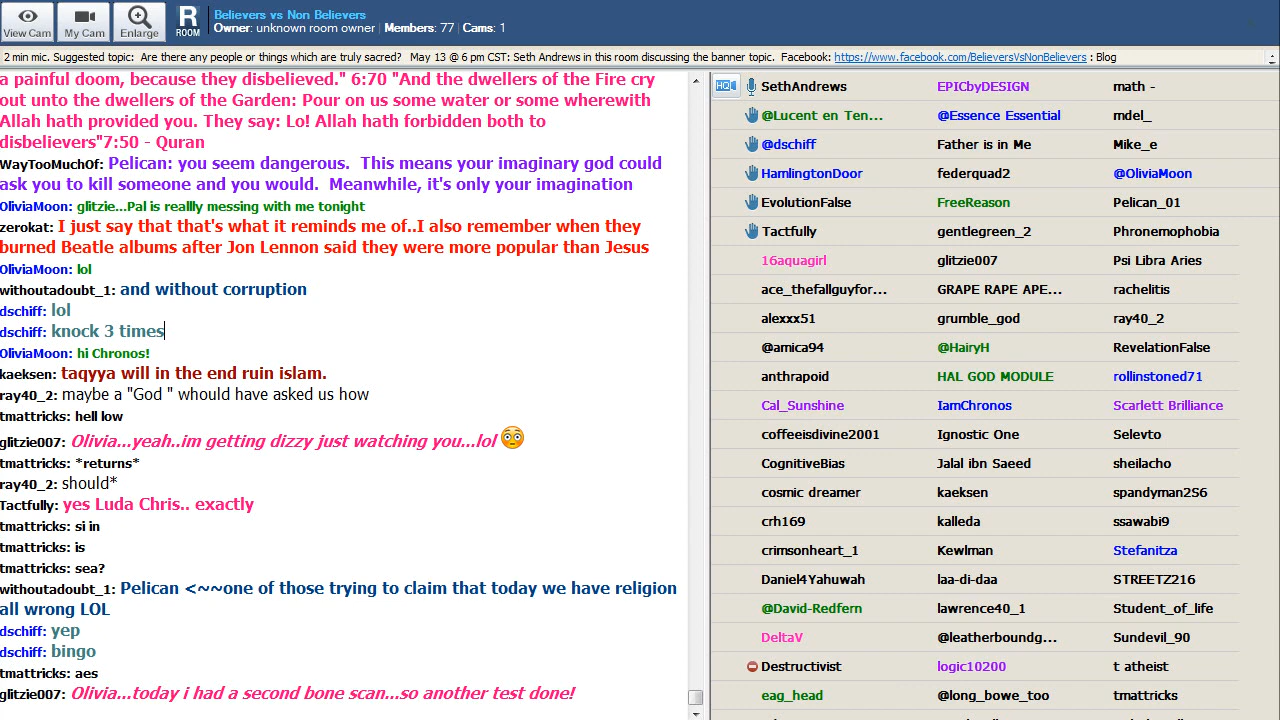 Believers vs Non Believers
View Cam
My Cam
Enlarge
R
ROOM
Owner: unknown room owner | Members: 77 | Cams: 1
2 min mic. Suggested topic: Are there any people or things which are truly sacred? May 13 @ 6 pm CST: Seth Andrews in this room discussing the banner topic. Facebook: https://www.facebook.com/BelieversVsNonBelievers : Blog
a painful doom, because they disbelieved." 6:70 "And the dwellers of the Fire cry
out unto the dwellers of the Garden: Pour on us some water or some wherewith
Allah hath provided you. They say: Lo! Allah hath forbidden both to
disbelievers"7:50 - Quran
WayTooMuchOf: Pelican: you seem dangerous. This means your imaginary god could
ask you to kill someone and you would. Meanwhile, it's only your imagination
OliviaMoon: glitzie...Pal is reallly messing with me tonight
zerokat: I just say that that's what it reminds me of..I also remember when they
burned Beatle albums after Jon Lennon said they were more popular than Jesus
OliviaMoon: lol
withoutadoubt_1: and without corruption
dschiff: lol
dschiff: knock 3 times
OliviaMoon: hi Chronos!
kaeksen: taqyya will in the end ruin islam.
ray40_2: maybe a "God " whould have asked us how
tmattricks: hell low
glitzie007: Olivia...yeah..im getting dizzy just watching you...lol
tmattricks: *returns*
ray40_2: should*
Tactfully: yes Luda Chris.. exactly
tmattricks: si in
tmattricks: is
tmattricks: sea?
withoutadoubt_1: Pelican <~~one of those trying to claim that today we have religion
all wrong LOL
dschiff: yep
dschiff: bingo
tmattricks: aes
glitzie007: Olivia...today i had a second bone scan...so another test done!
HQ
SethAndrews EPICbyDESIGN math -
@Lucent en Ten... @Essence Essential mdel_
@dschiff Father is in Me Mike_e
HamlingtonDoor federquad2 @OliviaMoon
EvolutionFalse FreeReason Pelican_01
Tactfully gentlegreen_2 Phronemophobia
16aquagirl glitzie007 Psi Libra Aries
ace_thefallguyfor... GRAPE RAPE APE... rachelitis
alexxx51 grumble_god ray40_2
@amica94 @HairyH RevelationFalse
anthrapoid HAL GOD MODULE rollinstoned71
Cal_Sunshine IamChronos Scarlett Brilliance
coffeeisdivine2001 Ignostic One Selevto
CognitiveBias Jalal ibn Saeed sheilacho
cosmic dreamer kaeksen spandyman2S6
crh169 kalleda ssawabi9
crimsonheart_1 Kewlman Stefanitza
Daniel4Yahuwah laa-di-daa STREETZ216
@David-Redfern lawrence40_1 Student_of_life
DeltaV @leatherboundg... Sundevil_90
Destructivist logic10200 t atheist
eag_head @long_bowe_too tmattricks